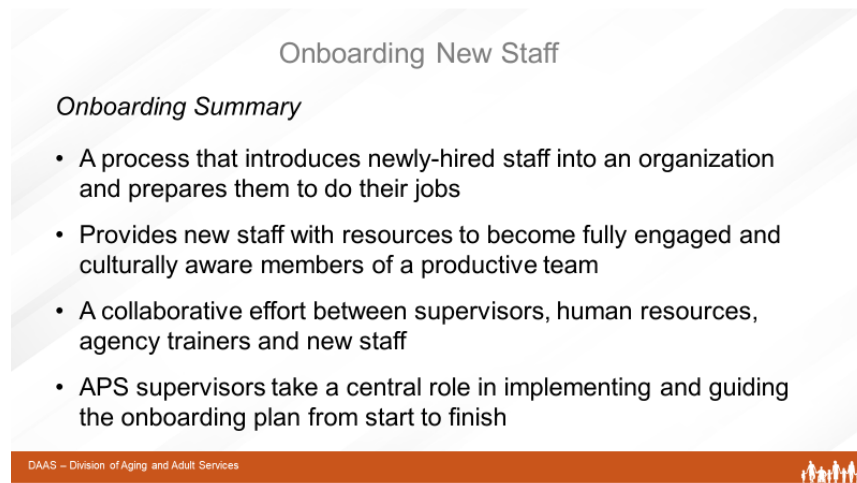 Onboarding New Staff
Onboarding Summary
• A process that introduces newly-hired staff into an organization
and prepares them to do their jobs
• Provides new staff with resources to become fully engaged and
culturally aware members of a productive team
• A collaborative effort between supervisors, human resources,
agency trainers and new staff
• APS supervisors take a central role in implementing and guiding
the onboarding plan from start to finish
DAAS – Division of Aging and Adult Services